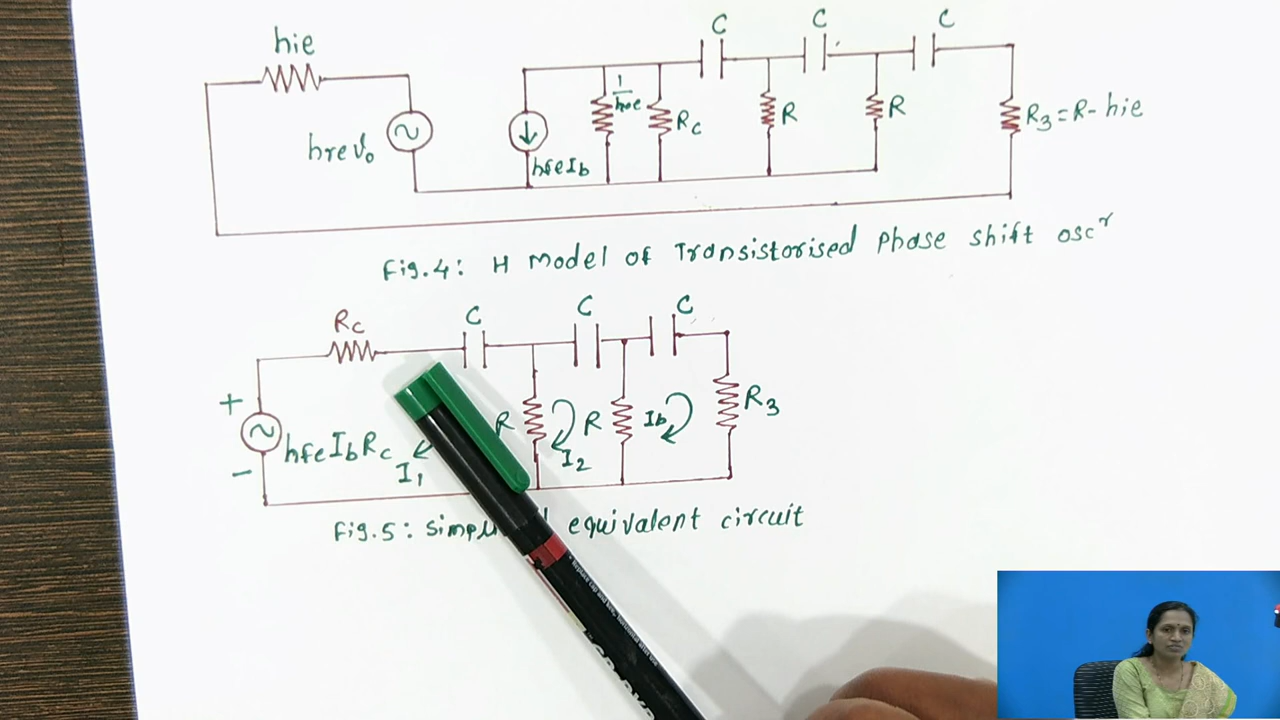 hie
hreVo
hfeIb
1/hoe
Rc
C
R
C
R
C
R3=R-hie
Fig.4: H Model of Transistorised Phase shift oscr
+
-
hfeIbRc
Rc
C
C
C
I1
R
I2
R
Ib
R3
Fig.5: equivalent circuit